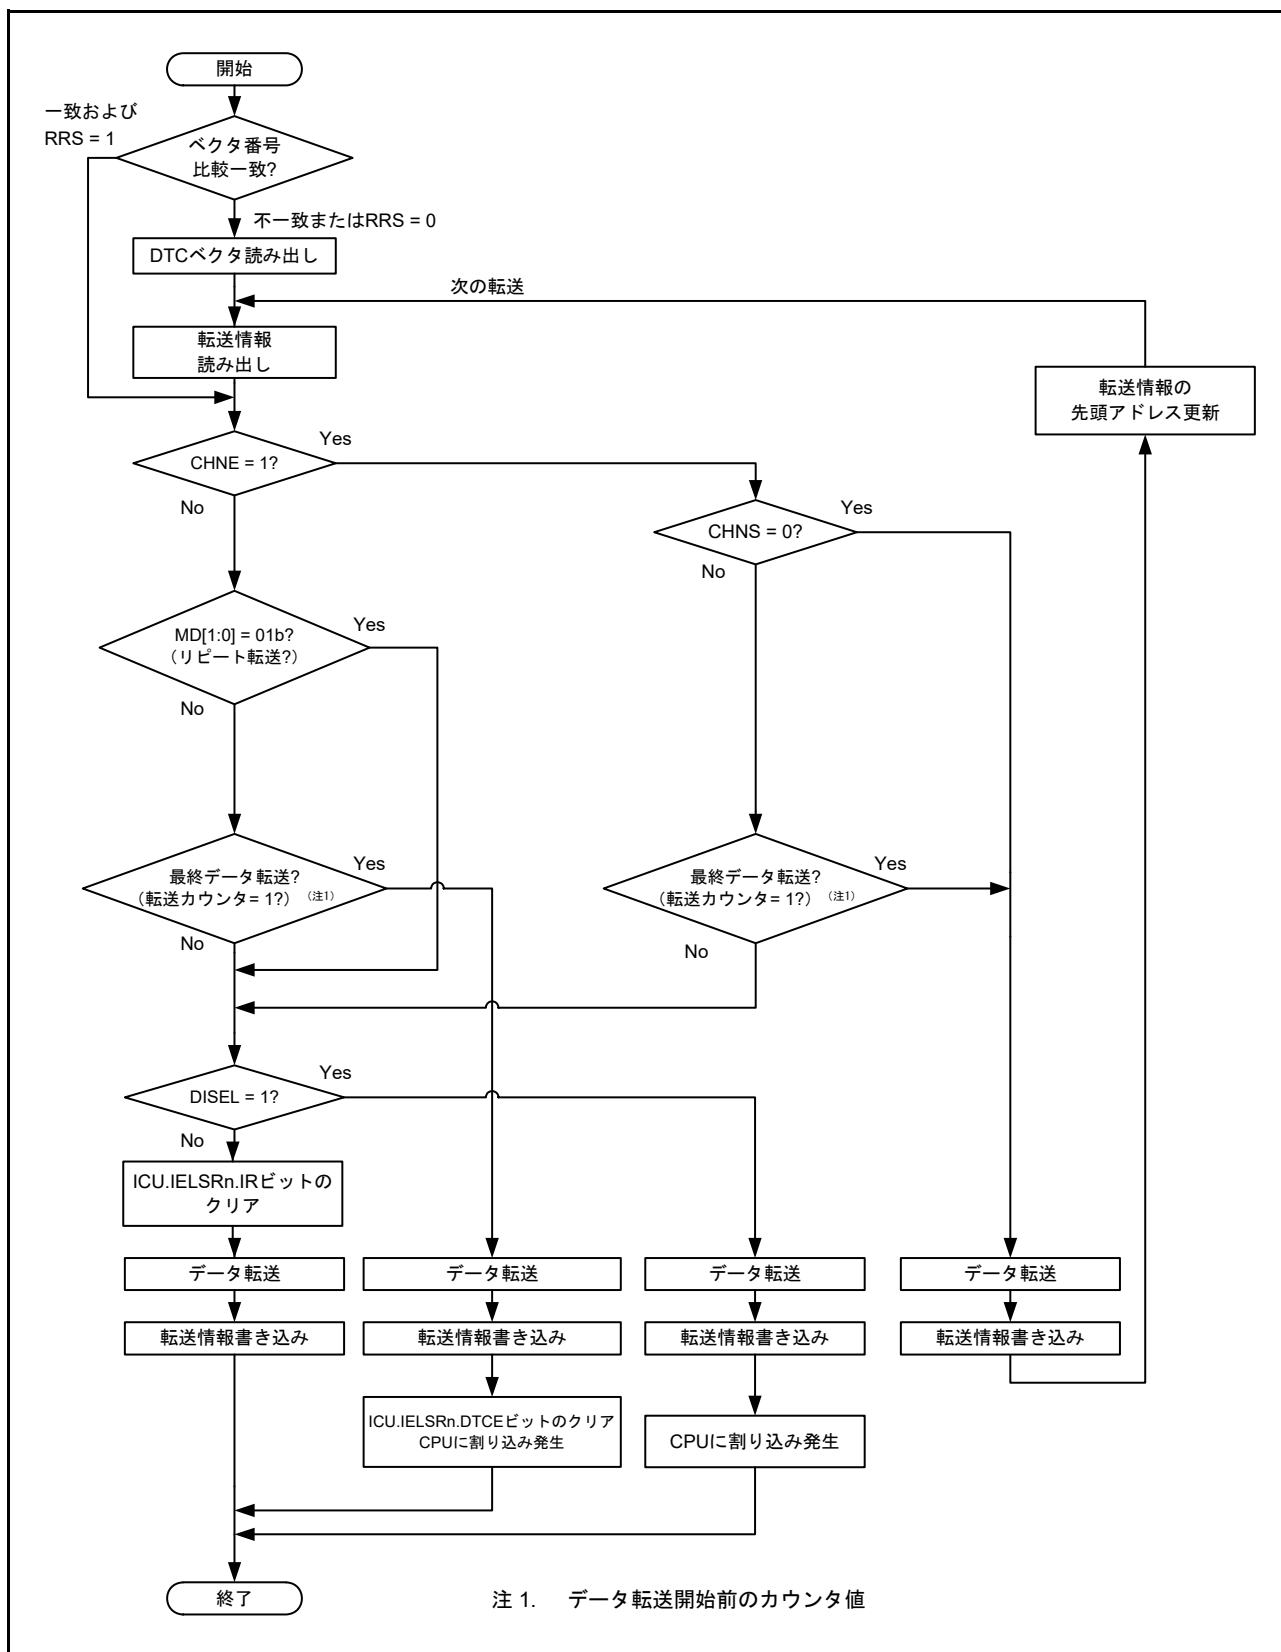 開始
一致および
RRS = 1
ベクタ番号
比較一致?
不一致またはRRS = 0
DTCベクタ読み出し
次の転送
転送情報
読み出し
転送情報の
先頭アドレス更新
CHNE = 1?
Yes
No
CHNS = 0?
Yes
No
MD[1:0] = 01b?
（リピート転送?）
Yes
No
最終データ転送?
（転送カウンタ= 1?）（注1）
Yes
No
最終データ転送?
（転送カウンタ= 1?）（注1）
Yes
No
DISEL = 1?
Yes
No
ICU.IELSRn.IRビットの
クリア
データ転送
データ転送
データ転送
データ転送
転送情報書き込み
転送情報書き込み
転送情報書き込み
転送情報書き込み
ICU.IELSRn.DTCEビットのクリア
CPUに割り込み発生
CPUに割り込み発生
終了
注 1. データ転送開始前のカウンタ値